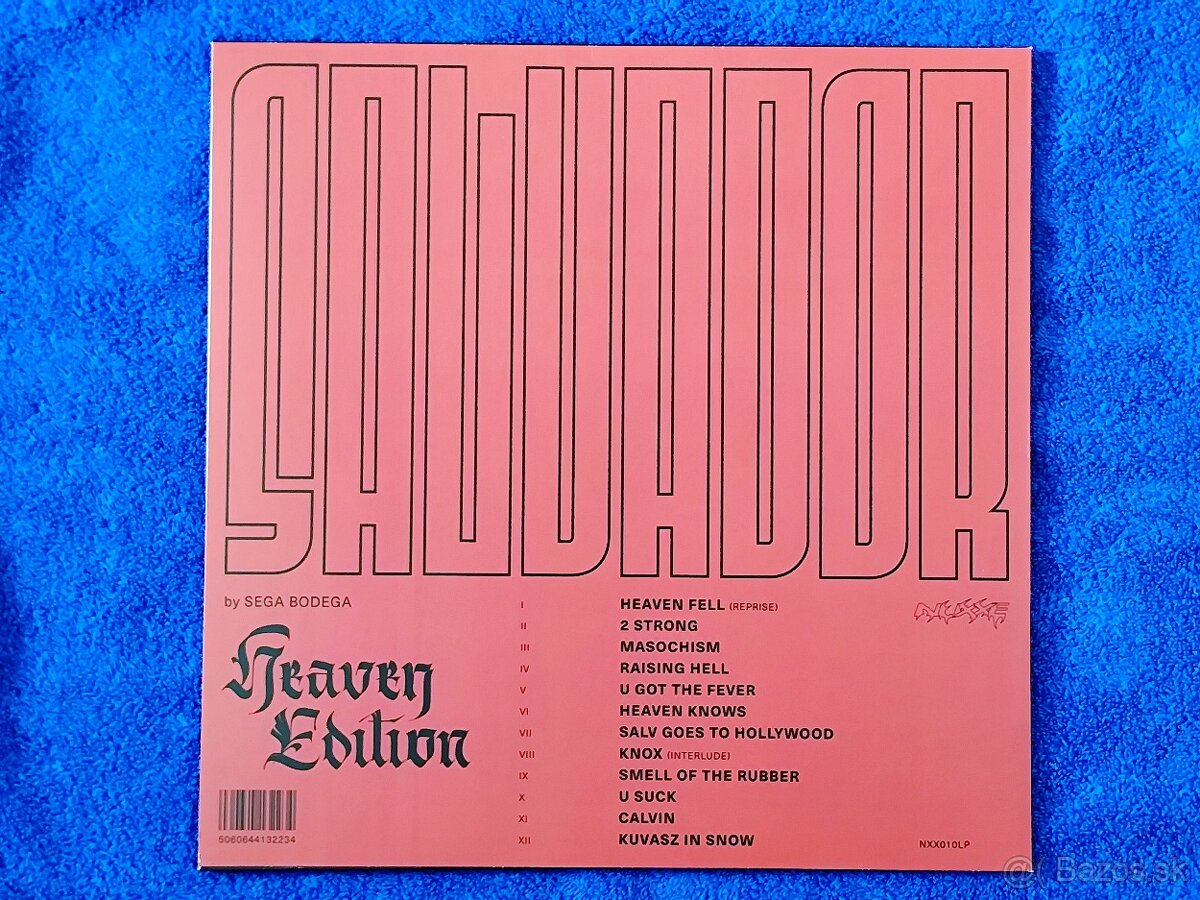 SALVADOR
by SEGA BODEGA
Heaven
Edition
I HEAVEN FELL (REPRISE)
II 2 STRONG
III MASOCHISM
IV RAISING HELL
V U GOT THE FEVER
VI HEAVEN KNOWS
VII SALV GOES TO HOLLYWOOD
VIII KNOX (INTERLUDE)
IX SMELL OF THE RUBBER
X U SUCK
XI CALVIN
XII KUVASZ IN SNOW
5060644132234
NXX010LP
Bazos.sk